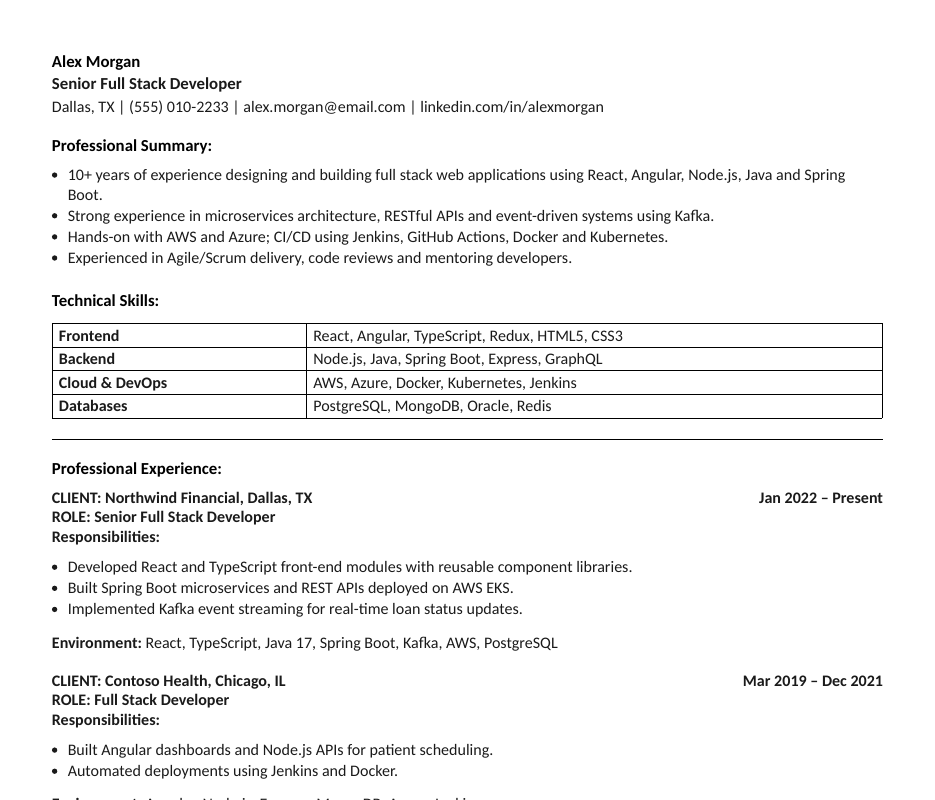 Alex Morgan
Senior Full Stack Developer
Dallas, TX | (555) 010-2233 | alex.morgan@email.com | linkedin.com/in/alexmorgan
Professional Summary:
• 10+ years of experience designing and building full stack web applications using React, Angular, Node.js, Java and Spring
Boot.
• Strong experience in microservices architecture, RESTful APIs and event-driven systems using Kafka.
• Hands-on with AWS and Azure; CI/CD using Jenkins, GitHub Actions, Docker and Kubernetes.
• Experienced in Agile/Scrum delivery, code reviews and mentoring developers.
Technical Skills:
Frontend React, Angular, TypeScript, Redux, HTML5, CSS3
Backend Node.js, Java, Spring Boot, Express, GraphQL
Cloud & DevOps AWS, Azure, Docker, Kubernetes, Jenkins
Databases PostgreSQL, MongoDB, Oracle, Redis
Professional Experience:
CLIENT: Northwind Financial, Dallas, TX Jan 2022 – Present
ROLE: Senior Full Stack Developer
Responsibilities:
• Developed React and TypeScript front-end modules with reusable component libraries.
• Built Spring Boot microservices and REST APIs deployed on AWS EKS.
• Implemented Kafka event streaming for real-time loan status updates.
Environment: React, TypeScript, Java 17, Spring Boot, Kafka, AWS, PostgreSQL
CLIENT: Contoso Health, Chicago, IL Mar 2019 – Dec 2021
ROLE: Full Stack Developer
Responsibilities:
• Built Angular dashboards and Node.js APIs for patient scheduling.
• Automated deployments using Jenkins and Docker.